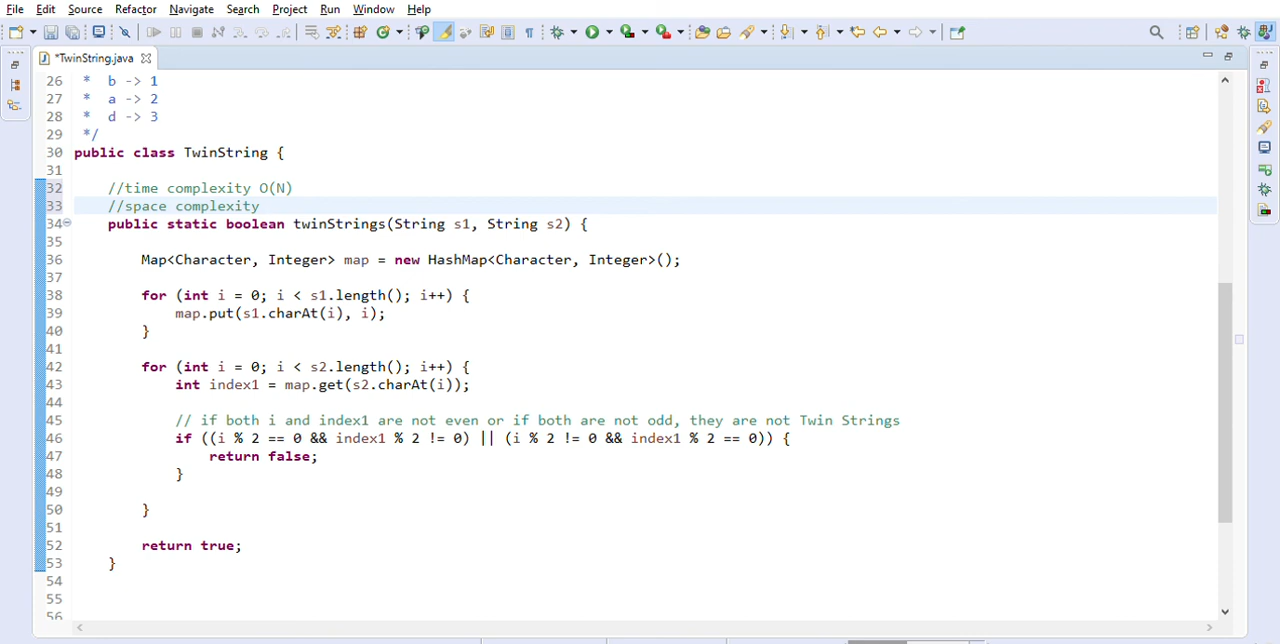 File Edit Source Refactor Navigate Search Project Run Window Help
*TwinString.java
26 * b -> 1
27 * a -> 2
28 * d -> 3
29 */
30 public class TwinString {
31
32 //time complexity O(N)
33 //space complexity
34 public static boolean twinStrings(String s1, String s2) {
35
36 Map<Character, Integer> map = new HashMap<Character, Integer>();
37
38 for (int i = 0; i < s1.length(); i++) {
39 map.put(s1.charAt(i), i);
40 }
41
42 for (int i = 0; i < s2.length(); i++) {
43 int index1 = map.get(s2.charAt(i));
44
45 // if both i and index1 are not even or if both are not odd, they are not Twin Strings
46 if ((i % 2 == 0 && index1 % 2 != 0) || (i % 2 != 0 && index1 % 2 == 0)) {
47 return false;
48 }
49
50 }
51
52 return true;
53 }
54
55
56